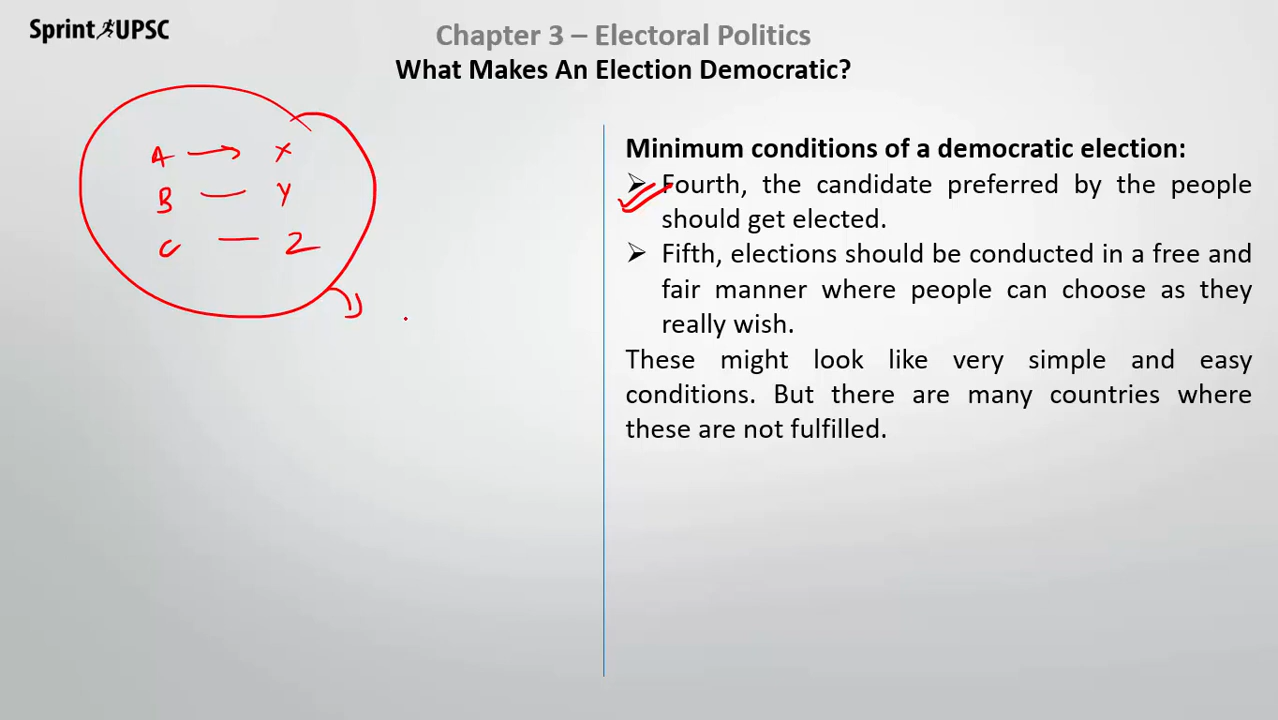 Sprint UPSC
Chapter 3 – Electoral Politics
What Makes An Election Democratic?
A → X
B — Y
C — Z
Minimum conditions of a democratic election:
➢ Fourth, the candidate preferred by the people
should get elected.
➢ Fifth, elections should be conducted in a free and
fair manner where people can choose as they
really wish.
These might look like very simple and easy
conditions. But there are many countries where
these are not fulfilled.